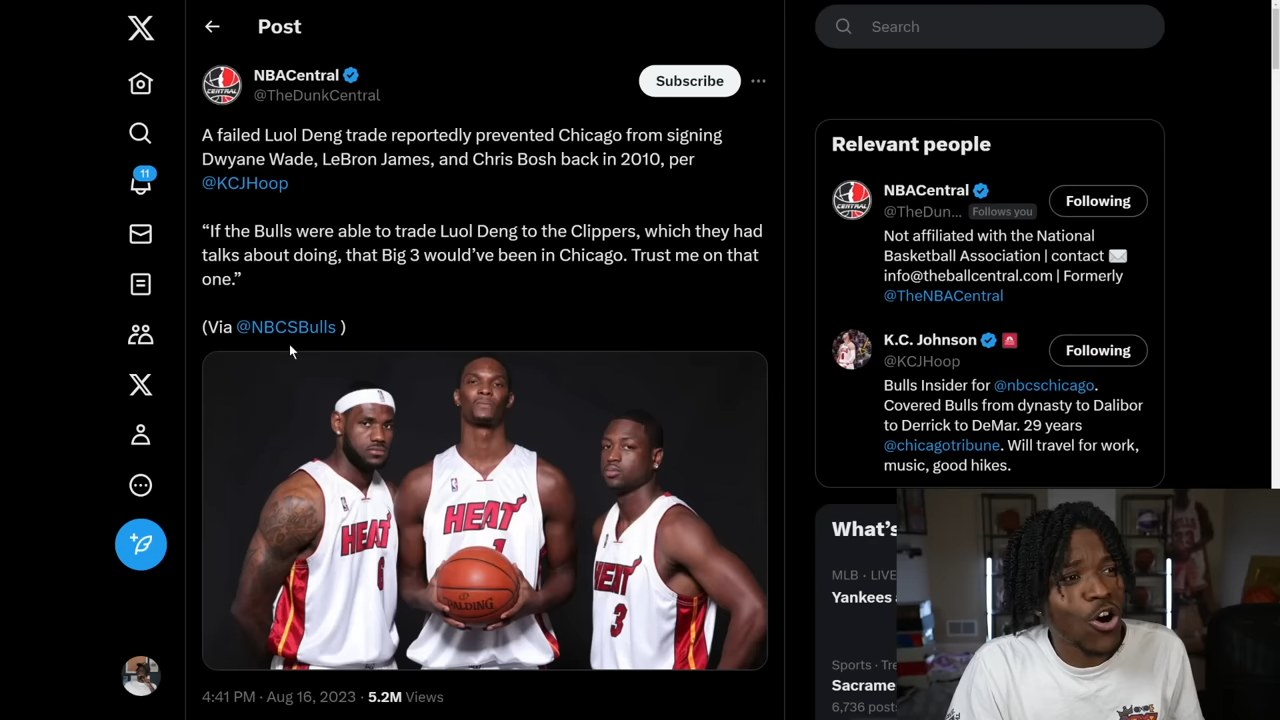 Post
NBACentral
@TheDunkCentral
Subscribe
A failed Luol Deng trade reportedly prevented Chicago from signing
Dwyane Wade, LeBron James, and Chris Bosh back in 2010, per
@KCJHoop
“If the Bulls were able to trade Luol Deng to the Clippers, which they had
talks about doing, that Big 3 would’ve been in Chicago. Trust me on that
one.”
(Via @NBCSBulls )
HEAT
6
HEAT
1
SPALDING
HEAT
3
4:41 PM · Aug 16, 2023 · 5.2M Views
11
Search
Relevant people
NBACentral
@TheDun... Follows you
Following
Not affiliated with the National
Basketball Association | contact ✉️
info@theballcentral.com | Formerly
@TheNBACentral
K.C. Johnson
@KCJHoop
Following
Bulls Insider for @nbcschicago.
Covered Bulls from dynasty to Dalibor
to Derrick to DeMar. 29 years
@chicagotribune. Will travel for work,
music, good hikes.
What’s
MLB · LIVE
Yankees
Sports · Tre
Sacrame
6,736 posts